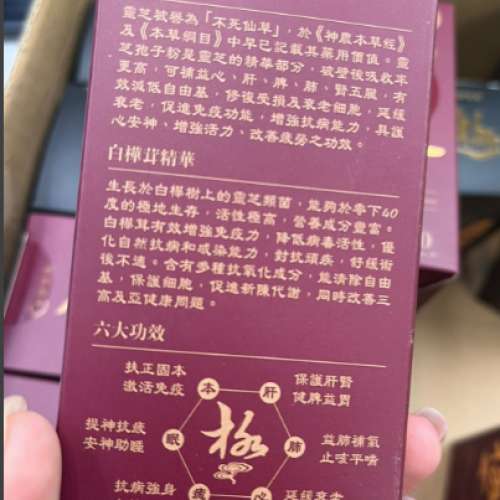 靈芝被譽為「不死仙草」，於《神農本草經》
及《本草綱目》中早已記載其藥用價值。靈
芝孢子粉是靈芝的精華部分，破壁後吸收率
更高，可補益心、肝、脾、肺、腎五臟，有
效減低自由基，修復受損及衰老細胞，延緩
衰老，促進免疫功能，增強抗病能力，具護
心安神、增強活力、改善疲勞之功效。
白樺茸精華
生長於白樺樹上的靈芝類菌，能夠於零下40
度的極地生存，活性極高，營養成分豐富。
白樺茸有效增強免疫力，降低病毒活性，優
化自然抗病和感染能力，對抗頑疾，舒緩術
後不適。含有多種抗氧化成分，能清除自由
基，保護細胞，促進新陳代謝，同時改善三
高及亞健康問題。
六大功效
扶正固本
激活免疫
本
肝
保護肝腎
健脾益胃
提神抗疲
安神助睡
眠
極
肺
益肺補氣
止咳平喘
抗病強身
心
延緩衰老